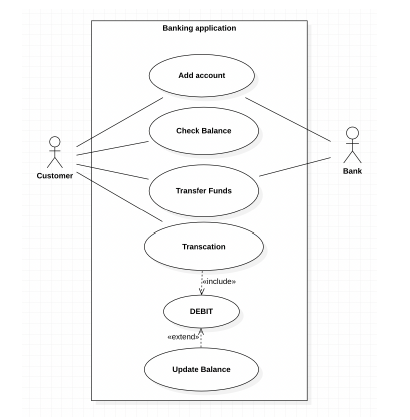 Banking application
Add account
Check Balance
Customer
Bank
Transfer Funds
Transcation
«include»
DEBIT
«extend»
Update Balance